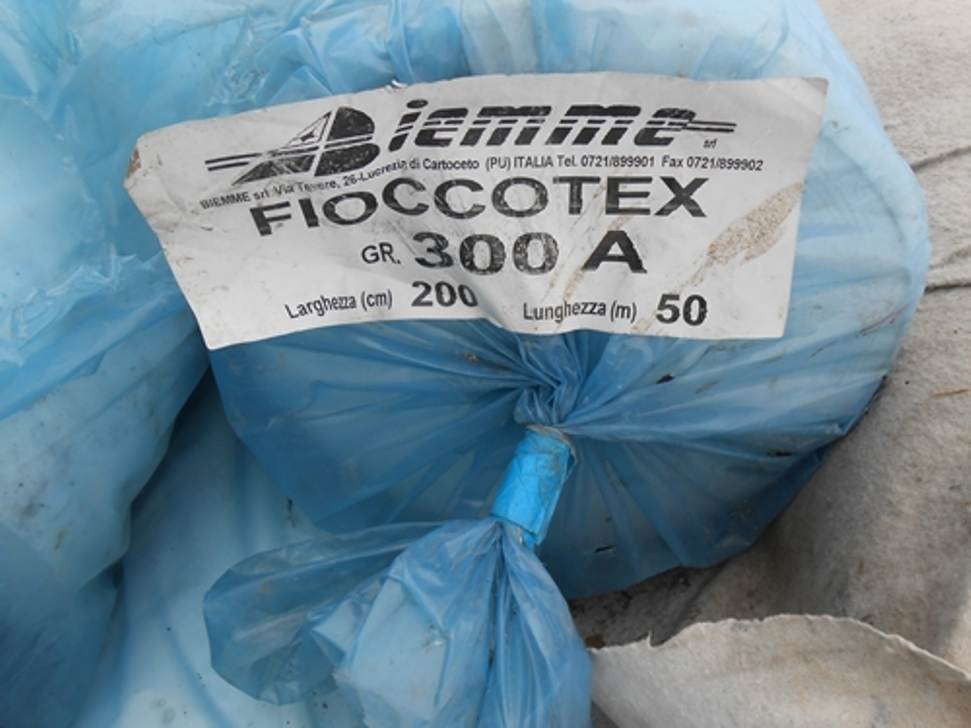 Biemme srl
BIEMME srl Via Tevere, 26-Lucrezia di Cartoceto (PU) ITALIA Tel. 0721/899901 Fax 0721/899902
FIOCCOTEX
GR. 300 A
Larghezza (cm) 200 Lunghezza (m) 50